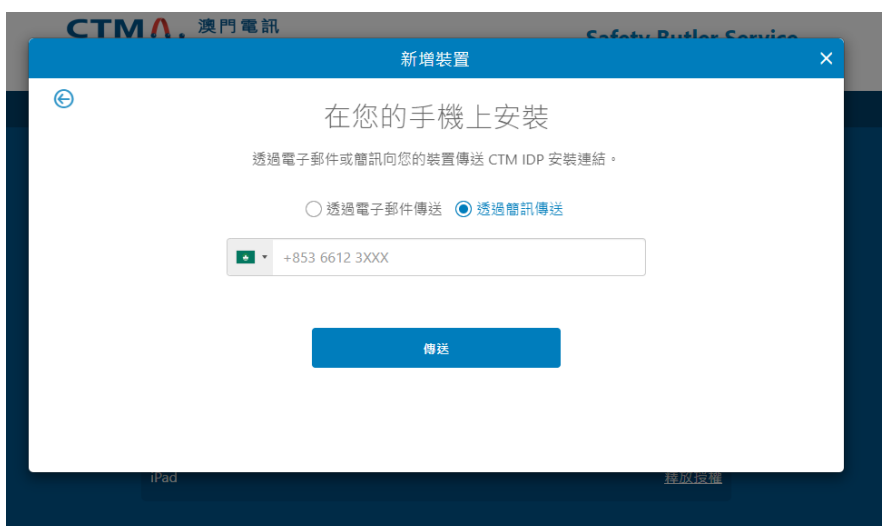 CTM 澳門電訊
Safety Butler Service
新增裝置
在您的手機上安裝
透過電子郵件或簡訊向您的裝置傳送 CTM IDP 安裝連結。
透過電子郵件傳送 透過簡訊傳送
+853 6612 3XXX
傳送
iPad 釋放授權